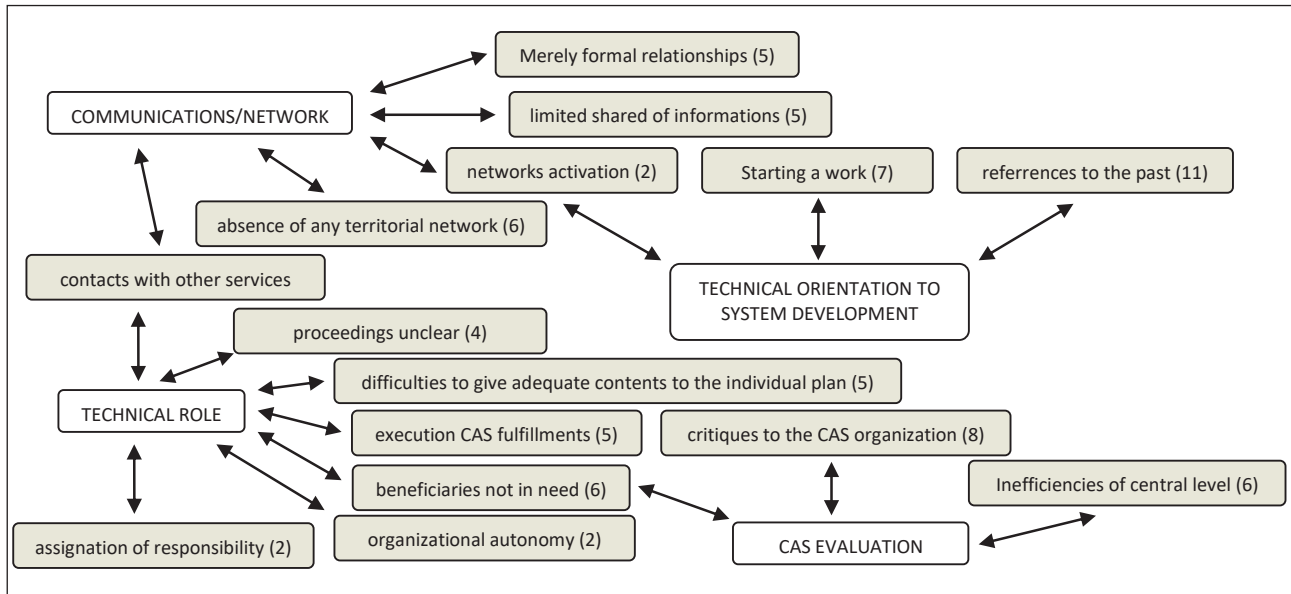 Merely formal relationships (5)
COMMUNICATIONS/NETWORK
limited shared of informations (5)
networks activation (2)
Starting a work (7)
referrences to the past (11)
absence of any territorial network (6)
contacts with other services
TECHNICAL ORIENTATION TO
SYSTEM DEVELOPMENT
proceedings unclear (4)
difficulties to give adequate contents to the individual plan (5)
TECHNICAL ROLE
execution CAS fulfillments (5)
critiques to the CAS organization (8)
beneficiaries not in need (6)
Inefficiencies of central level (6)
assignation of responsibility (2)
organizational autonomy (2)
CAS EVALUATION